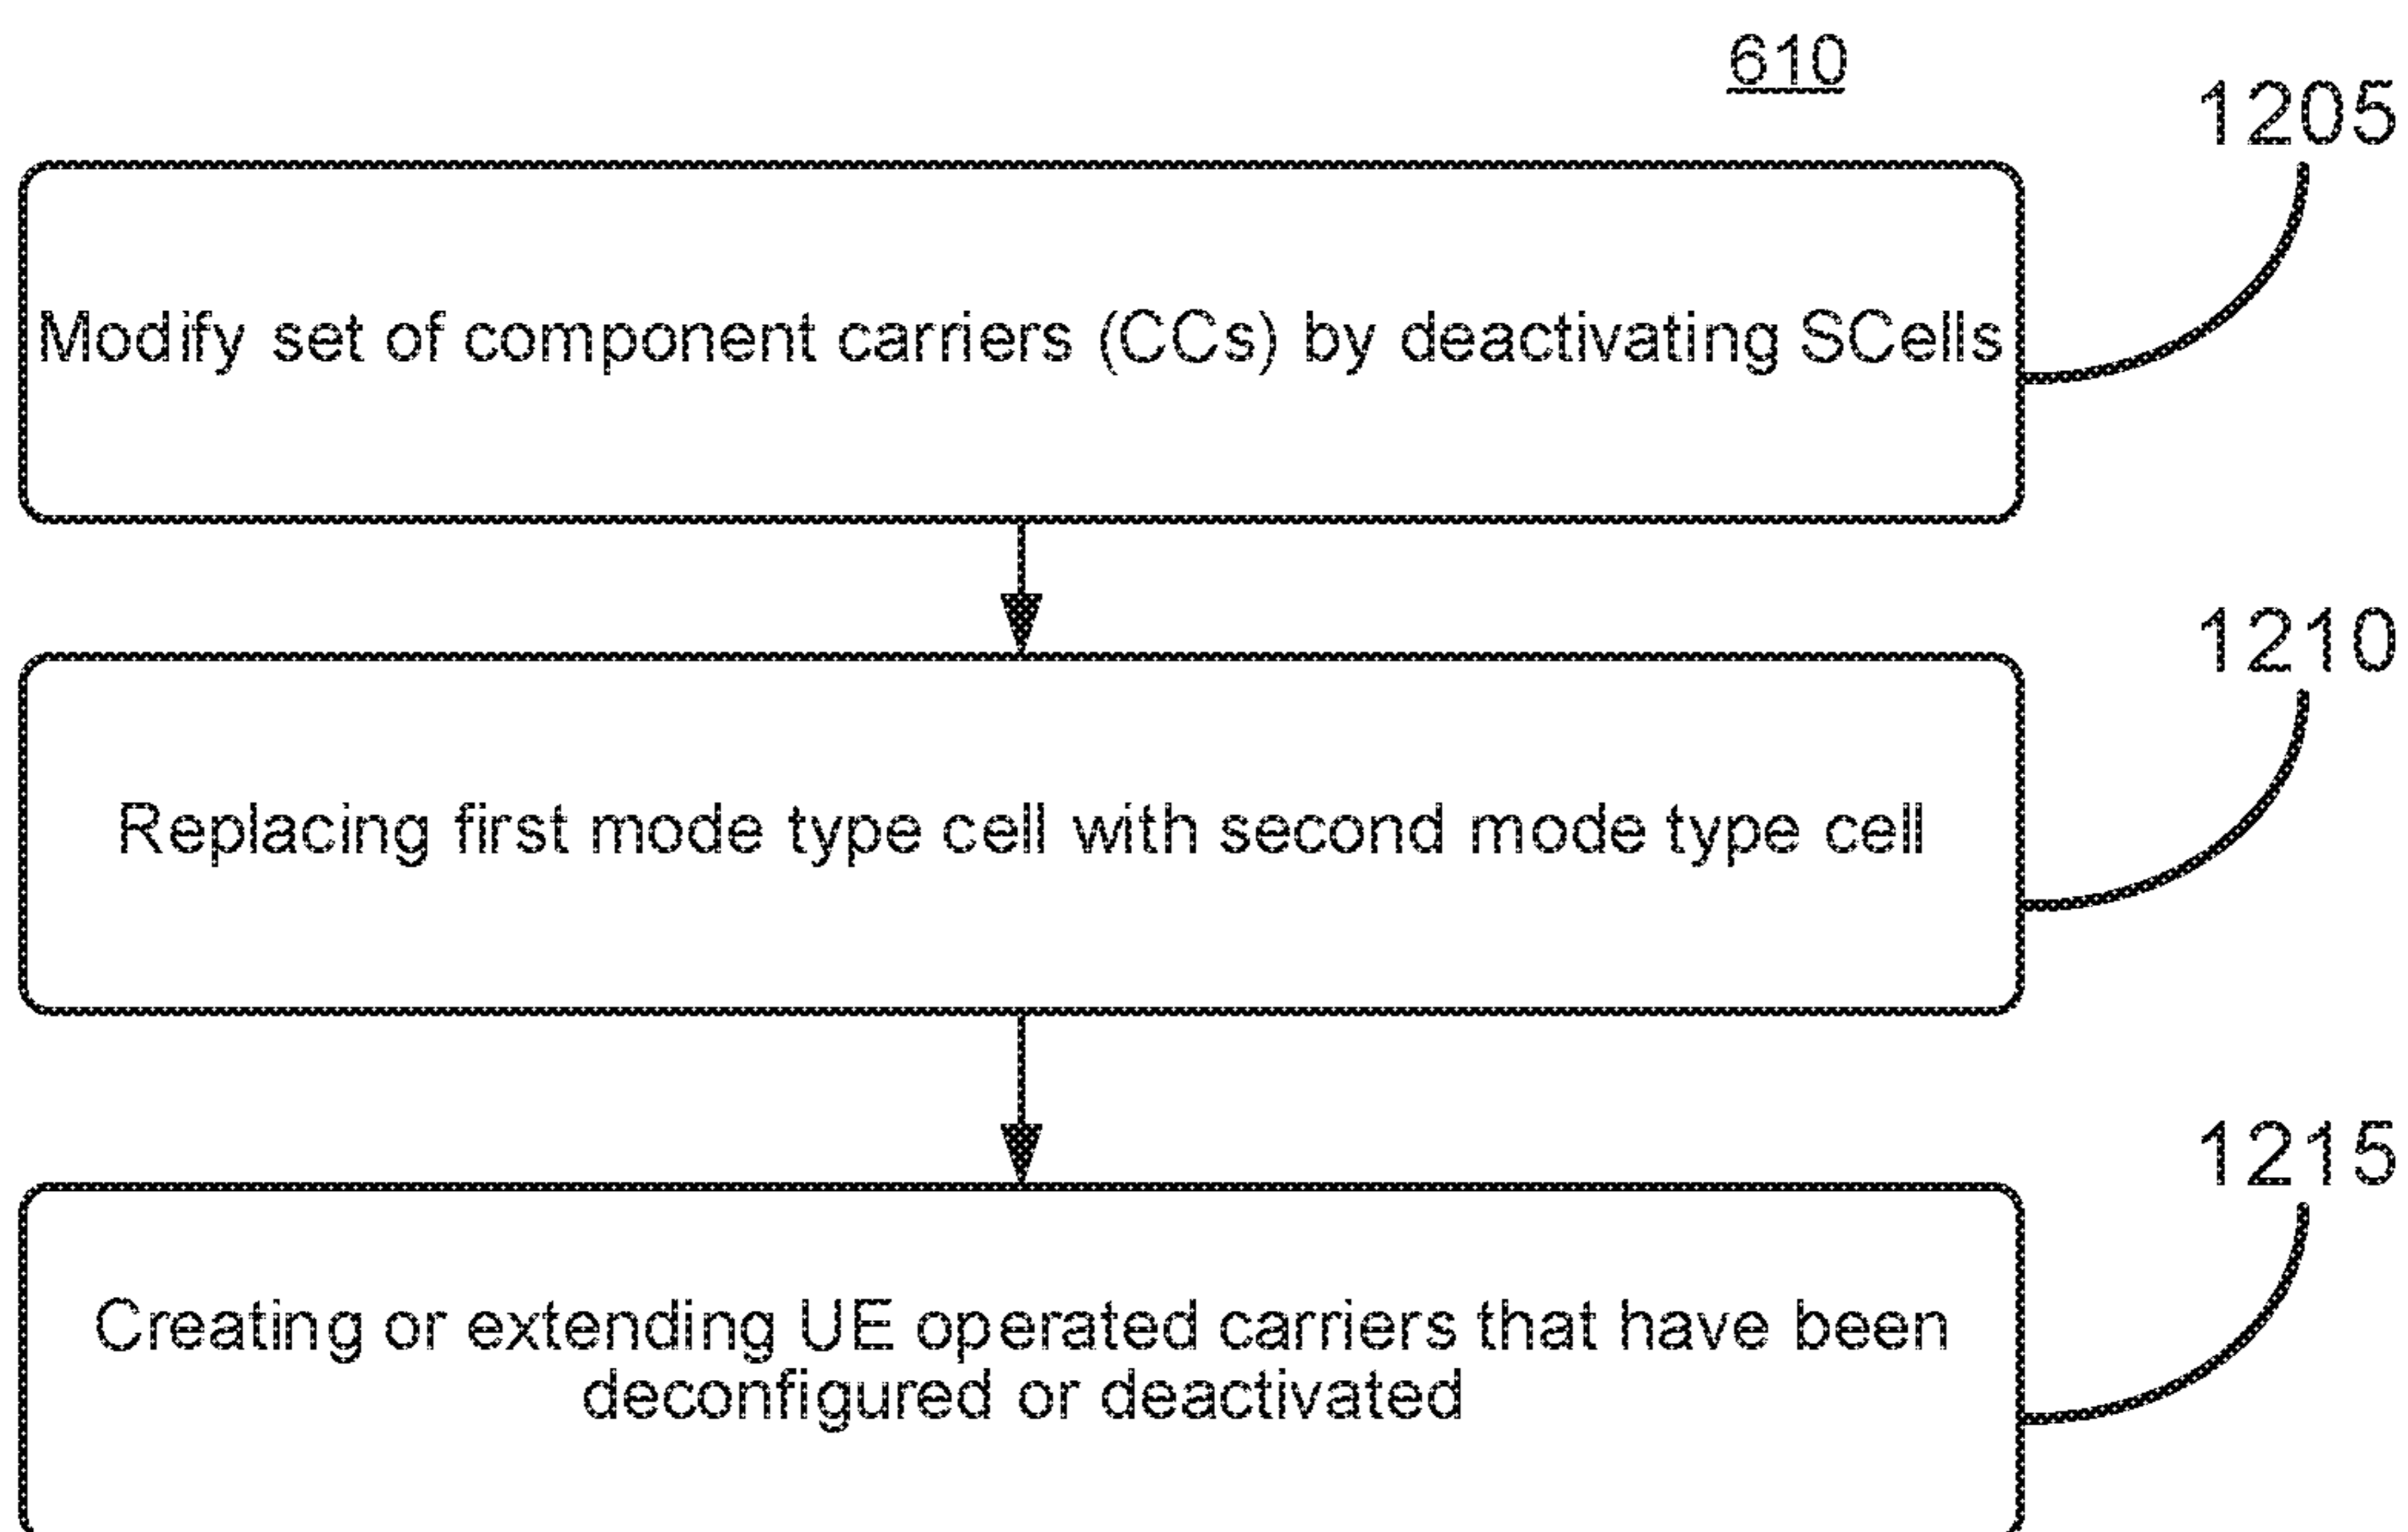 610
1205
Modify set of component carriers (CCs) by deactivating SCells
1210
Replacing first mode type cell with second mode type cell
1215
Creating or extending UE operated carriers that have been
deconfigured or deactivated